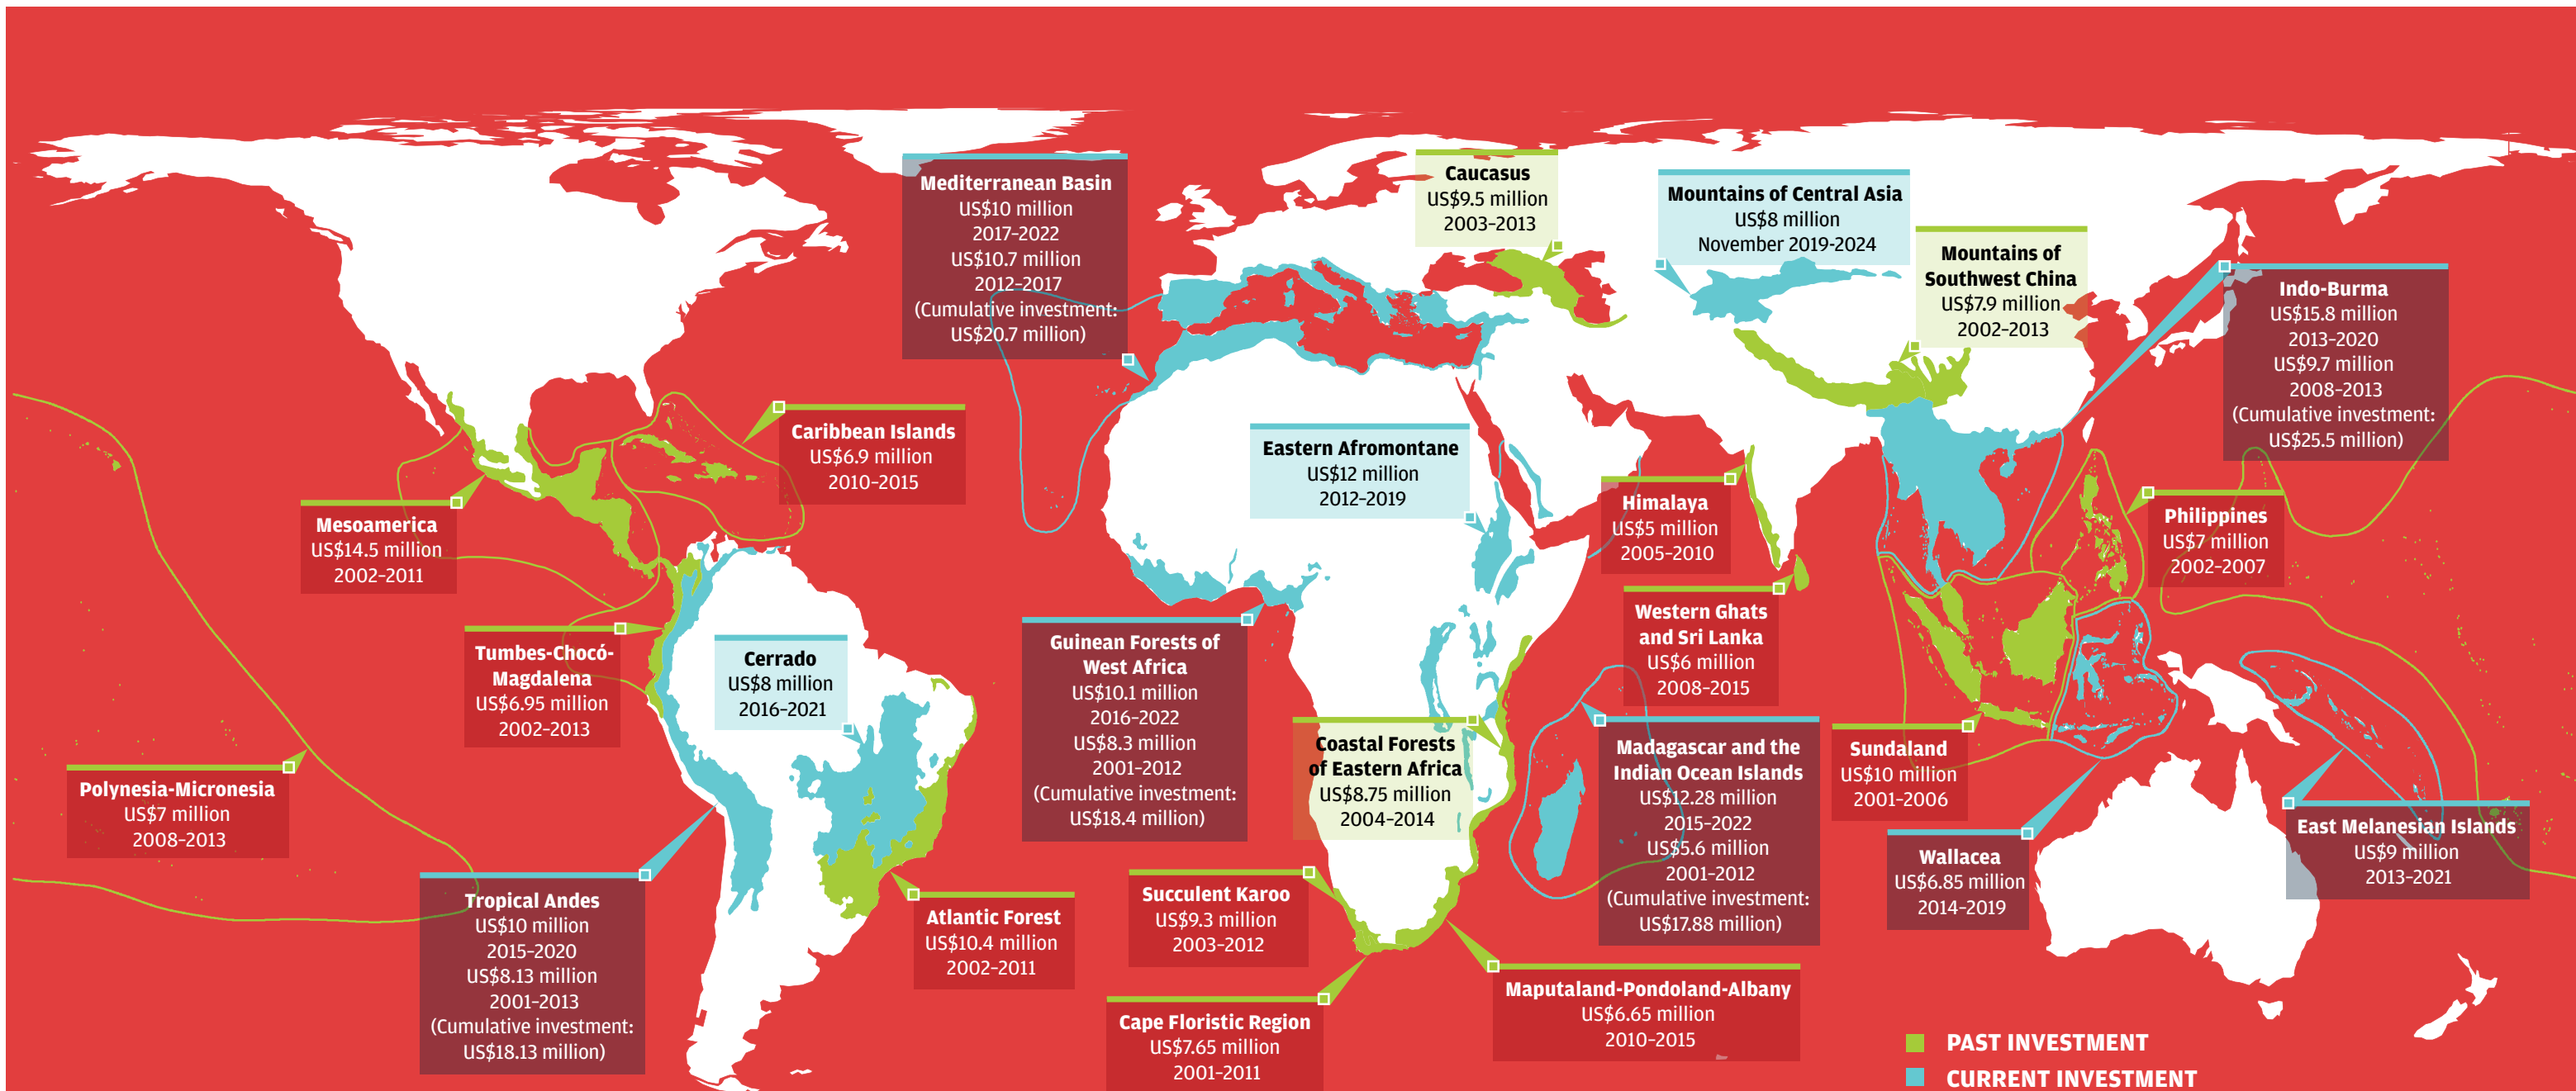 Mediterranean Basin
US$10 million
2017–2022
US$10.7 million
2012–2017
(Cumulative investment:
US$20.7 million)
Caucasus
US$9.5 million
2003–2013
Mountains of Central Asia
US$8 million
November 2019-2024
Mountains of
Southwest China
US$7.9 million
2002–2013
Indo-Burma
US$15.8 million
2013–2020
US$9.7 million
2008–2013
(Cumulative investment:
US$25.5 million)
Caribbean Islands
US$6.9 million
2010–2015
Eastern Afromontane
US$12 million
2012–2019
Mesoamerica
US$14.5 million
2002–2011
Himalaya
US$5 million
2005–2010
Philippines
US$7 million
2002–2007
Western Ghats
and Sri Lanka
US$6 million
2008–2015
Tumbes-Chocó-
Magdalena
US$6.95 million
2002–2013
Cerrado
US$8 million
2016–2021
Guinean Forests of
West Africa
US$10.1 million
2016–2022
US$8.3 million
2001–2012
(Cumulative investment:
US$18.4 million)
Coastal Forests
of Eastern Africa
US$8.75 million
2004–2014
Madagascar and the
Indian Ocean Islands
US$12.28 million
2015–2022
US$5.6 million
2001–2012
(Cumulative investment:
US$17.88 million)
Sundaland
US$10 million
2001–2006
Polynesia-Micronesia
US$7 million
2008–2013
East Melanesian Islands
US$9 million
2013–2021
Wallacea
US$6.85 million
2014–2019
Tropical Andes
US$10 million
2015–2020
US$8.13 million
2001–2013
(Cumulative investment:
US$18.13 million)
Atlantic Forest
US$10.4 million
2002–2011
Succulent Karoo
US$9.3 million
2003–2012
Maputaland-Pondoland-Albany
US$6.65 million
2010–2015
Cape Floristic Region
US$7.65 million
2001–2011
PAST INVESTMENT
CURRENT INVESTMENT